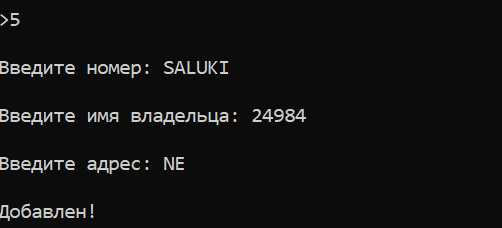 >5
Введите номер: SALUKI
Введите имя владельца: 24984
Введите адрес: NE
Добавлен!